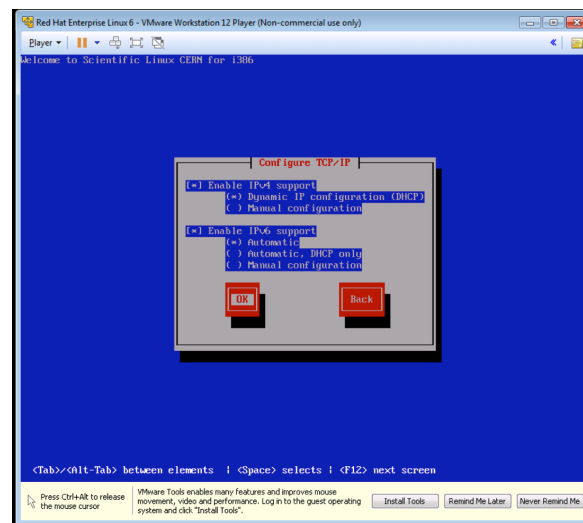 Red Hat Enterprise Linux 6 - VMware Workstation 12 Player (Non-commercial use only)
Player
Welcome to Scientific Linux CERN for i386
Configure TCP/IP
[*] Enable IPv4 support
(*) Dynamic IP configuration (DHCP)
( ) Manual configuration
[*] Enable IPv6 support
(*) Automatic
( ) Automatic, DHCP only
( ) Manual configuration
OK Back
<Tab>/<Alt-Tab> between elements | <Space> selects | <F12> next screen
Press Ctrl+Alt to release
the mouse cursor
VMware Tools enables many features and improves mouse
movement, video and performance. Log in to the guest operating
system and click "Install Tools".
Install Tools Remind Me Later Never Remind Me